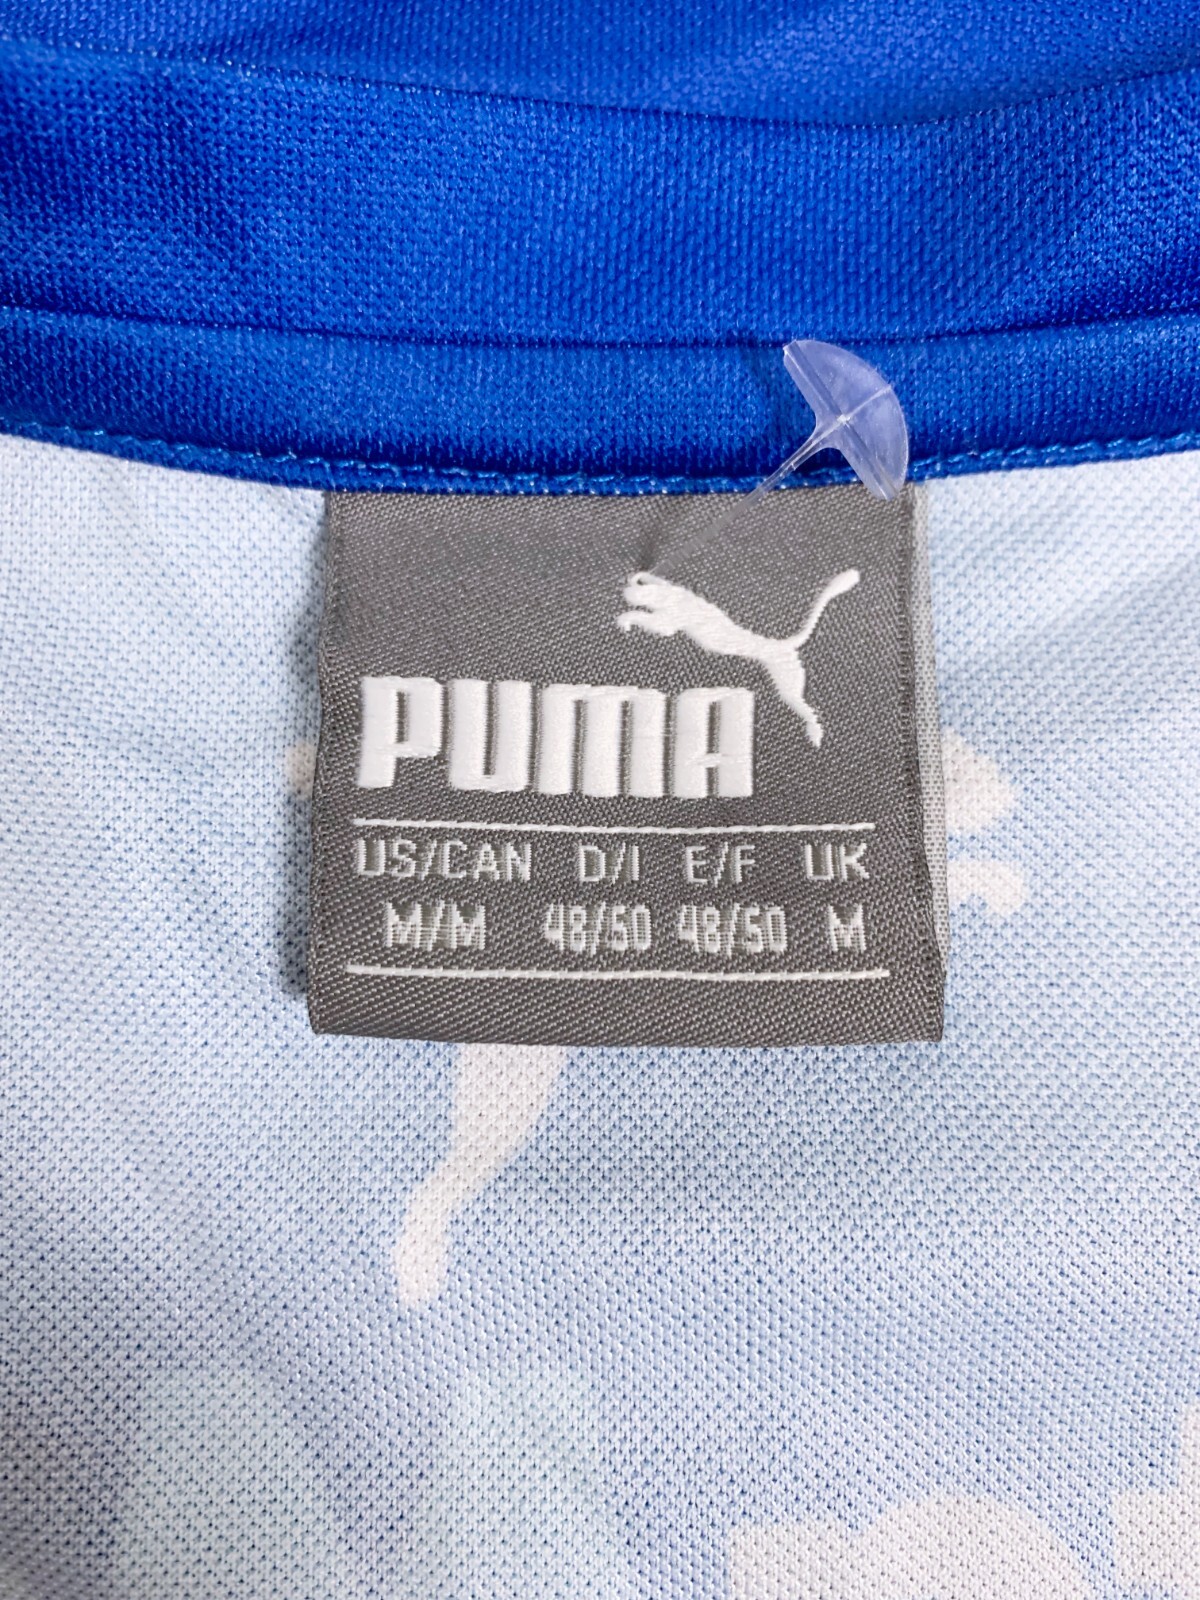 PUMA
US/CAN D/I E/F UK
M/M 48/50 48/50 M